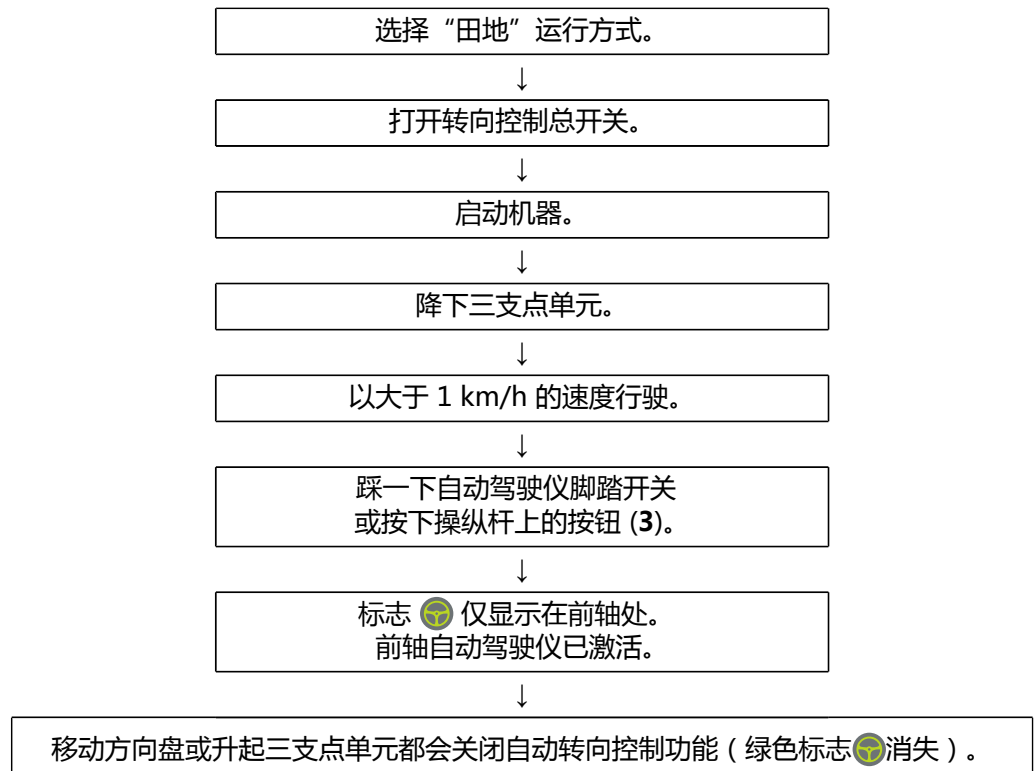 选择“田地”运行方式。
↓
打开转向控制总开关。
↓
启动机器。
↓
降下三支点单元。
↓
以大于 1 km/h 的速度行驶。
↓
踩一下自动驾驶仪脚踏开关
或按下操纵杆上的按钮 (3)。
↓
标志 仅显示在前轴处。
前轴自动驾驶仪已激活。
↓
移动方向盘或升起三支点单元都会关闭自动转向控制功能（绿色标志消失）。